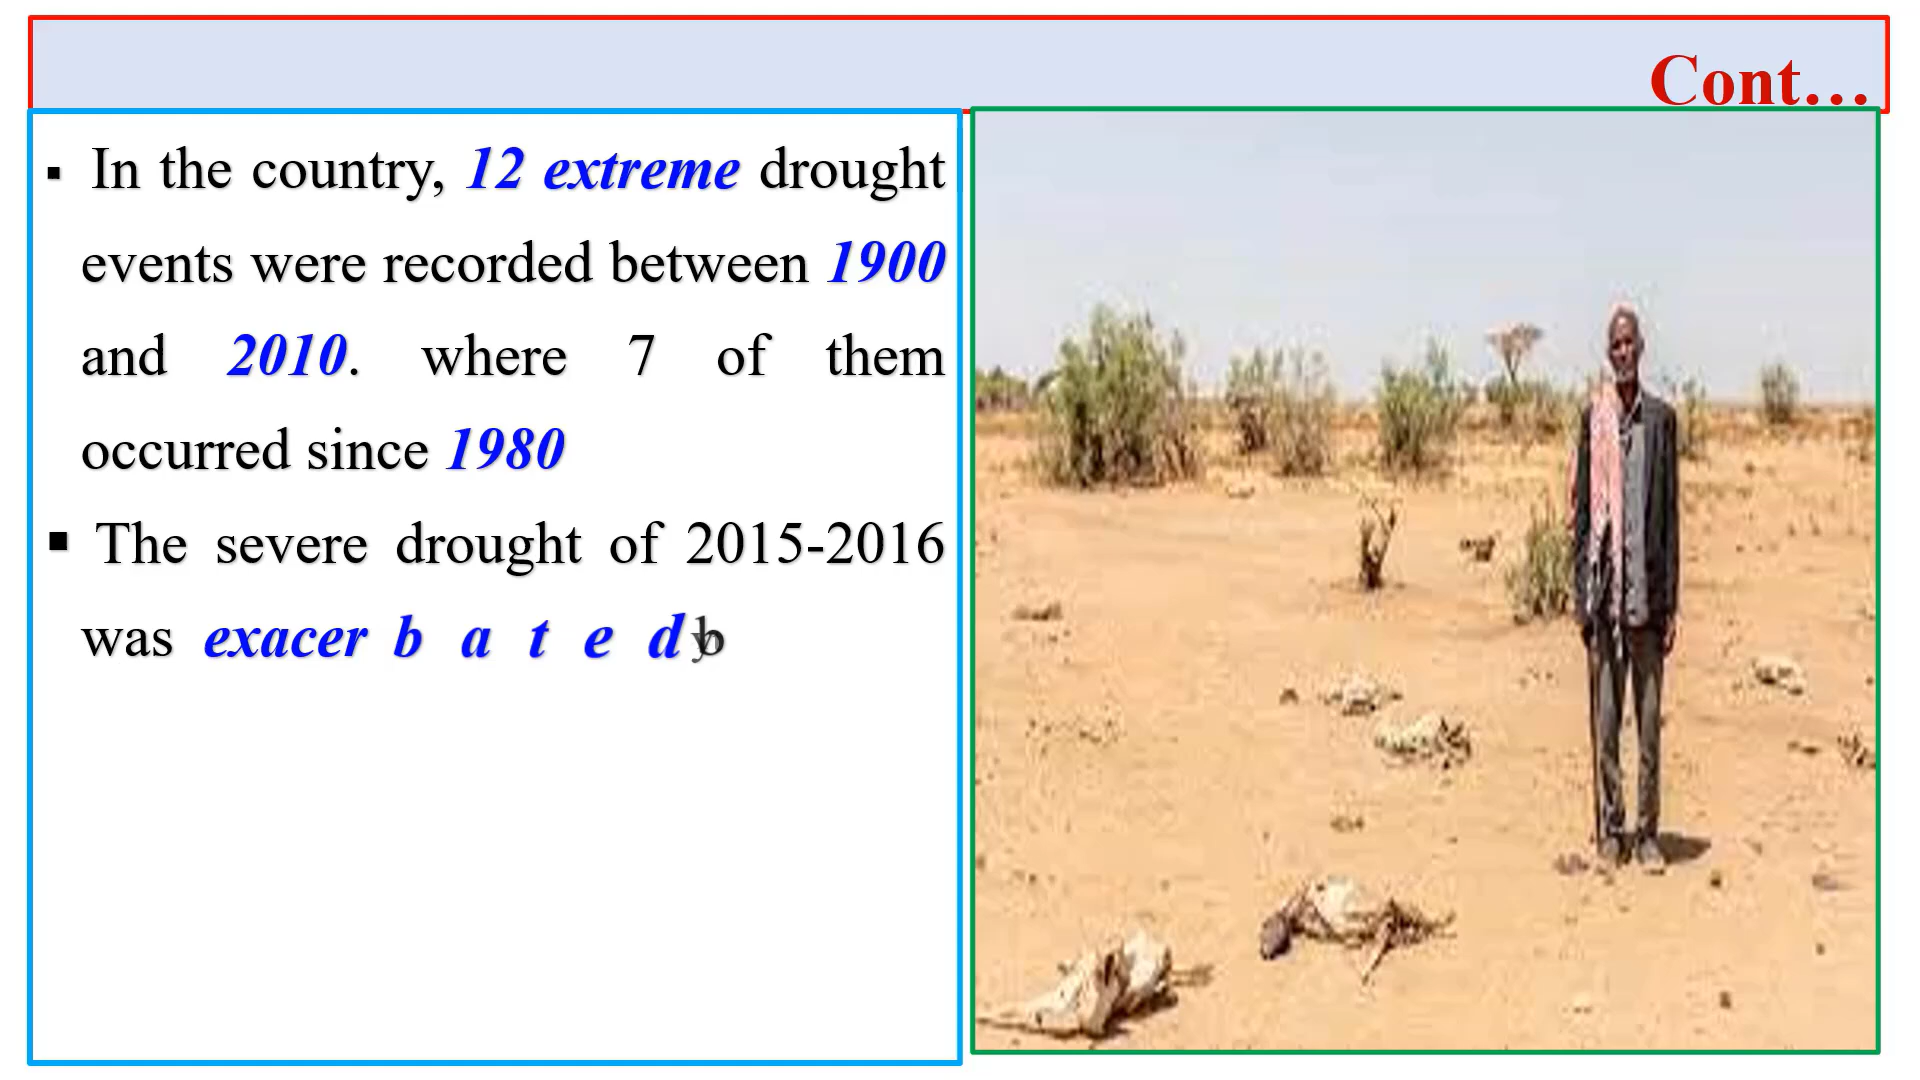 Cont…
▪ In the country, 12 extreme drought
events were recorded between 1900
and 2010. where 7 of them
occurred since 1980
▪ The severe drought of 2015-2016
was exacerbated